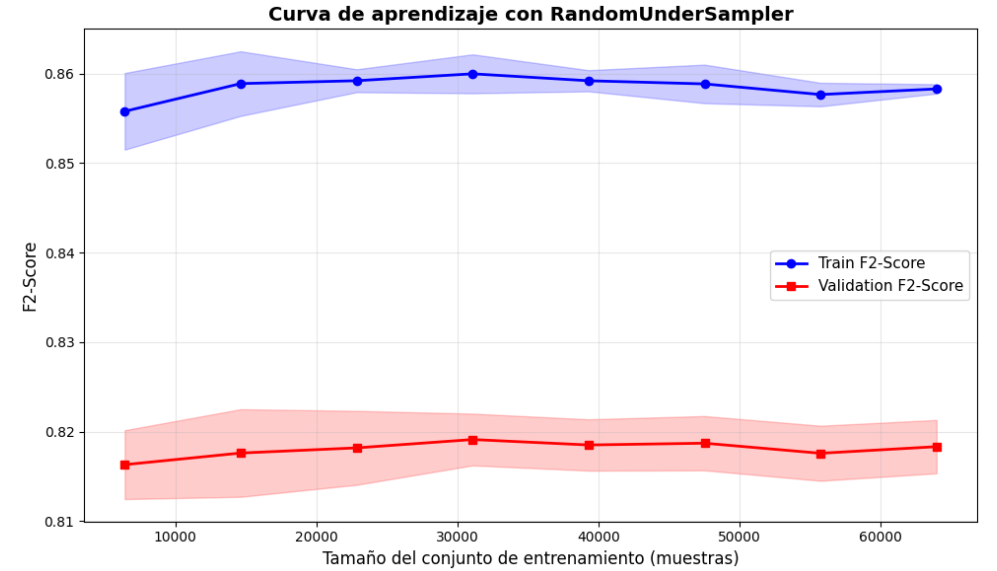 Curva de aprendizaje con RandomUnderSampler
0.86
0.85
0.84
0.83
0.82
0.81
F2-Score
Train F2-Score
Validation F2-Score
10000 20000 30000 40000 50000 60000
Tamaño del conjunto de entrenamiento (muestras)